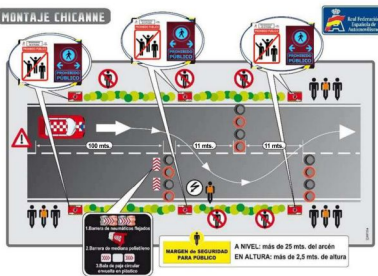 MONTAJE CHICANNE
Real Federación
Española de
Automovilismo
PROHIBIDO
PÚBLICO
PROHIBIDO
PÚBLICO
PROHIBIDO
PÚBLICO
100 mts.
11 mts.
11 mts.
1.Barrera de neumáticos flejados
2.Barrera de mediana polietileno
3.Bala de paja circular
envuelta en plástico
MARGEN de SEGURIDAD
PARA PÚBLICO
A NIVEL: más de 25 mts. del arcén
EN ALTURA: más de 2,5 mts. de altura